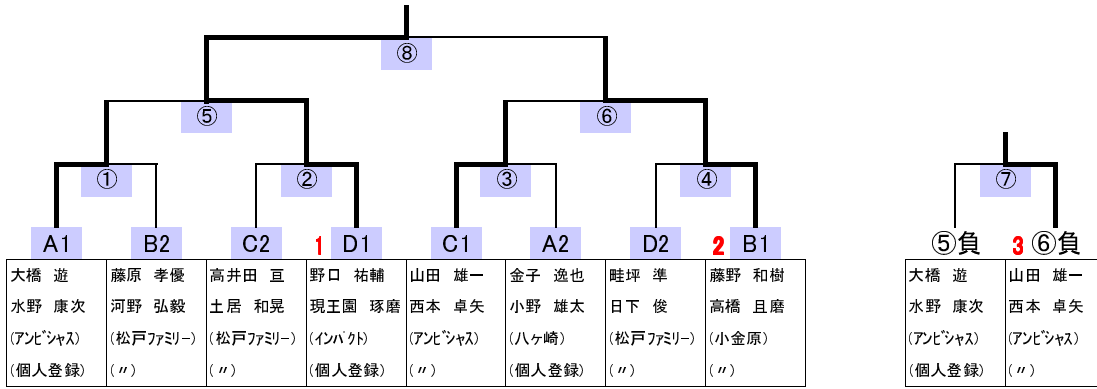 ⑧
⑤ ⑥
① ② ③ ④ ⑦
A1 B2 C2 1 D1 C1 A2 D2 2 B1 ⑤負 3 ⑥負
大橋 遊 藤原 孝優 高井田 亘 野口 祐輔 山田 雄一 金子 逸也 畦坪 準 藤野 和樹 大橋 遊 山田 雄一
水野 康次 河野 弘毅 土居 和晃 現王園 琢磨 西本 卓矢 小野 雄太 日下 俊 高橋 且磨 水野 康次 西本 卓矢
(アンビシャス) (松戸ファミリー) (松戸ファミリー) (インパクト) (アンビシャス) (八ヶ崎) (松戸ファミリー) (小金原) (アンビシャス) (アンビシャス)
(個人登録) (〃) (〃) (個人登録) (〃) (個人登録) (〃) (〃) (個人登録) (〃)